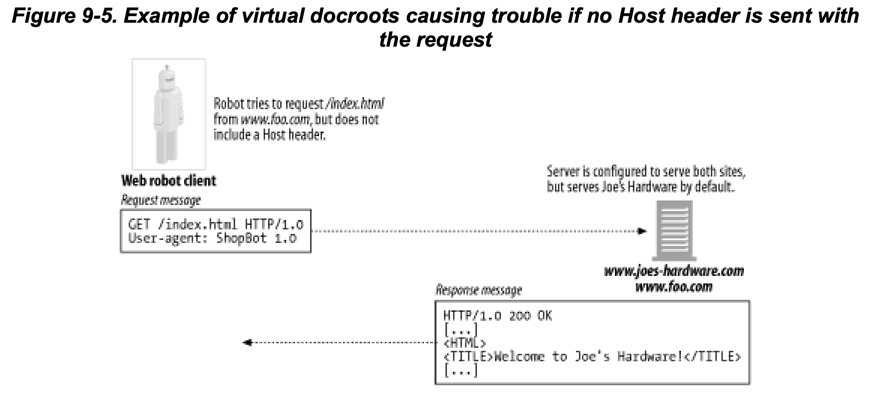 Figure 9-5. Example of virtual docroots causing trouble if no Host header is sent with
the request
Robot tries to request /index.html
from www.foo.com, but does not
include a Host header.
Web robot client
Request message
GET /index.html HTTP/1.0
User-agent: ShopBot 1.0
Server is configured to serve both sites,
but serves Joe's Hardware by default.
www.joes-hardware.com
www.foo.com
Response message
HTTP/1.0 200 OK
[...]
<HTML>
<TITLE>Welcome to Joe's Hardware!</TITLE>
[...]